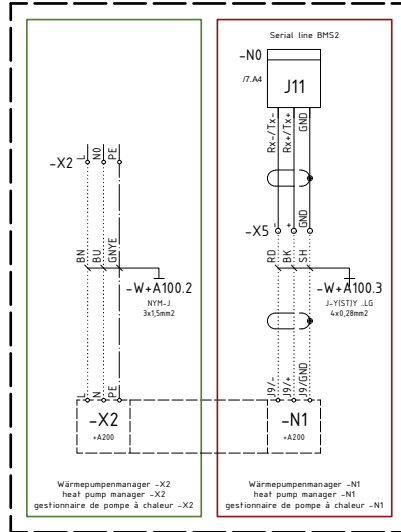 Serial line BMS2
-N0
/7.A4
J11
Rx-/Tx-
Rx+/Tx+
GND
L
N0
PE
-X2
-X5
-
+
GND
BN
BU
GNYE
RD
BK
SH
-W+A100.2
NYM-J
3x1,5mm2
-W+A100.3
J-Y(ST)Y .LG
4x0,28mm2
L
N
PE
J9/-
J9/+
J9/GND
-X2
+A200
-N1
+A200
Wärmepumpenmanager -X2
heat pump manager -X2
gestionnaire de pompe à chaleur -X2
Wärmepumpenmanager -N1
heat pump manager -N1
gestionnaire de pompe à chaleur -N1